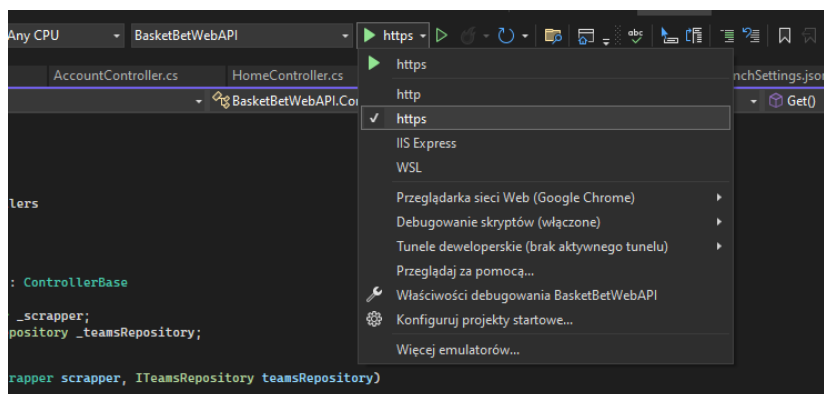 Any CPU BasketBetWebAPI https
AccountController.cs HomeController.cs nchSettings.json
BasketBetWebAPI.Co Get()
https
http
https
IIS Express
WSL
Przeglądarka sieci Web (Google Chrome)
Debugowanie skryptów (włączone)
Tunele deweloperskie (brak aktywnego tunelu)
Przeglądaj za pomocą...
Właściwości debugowania BasketBetWebAPI
Konfiguruj projekty startowe...
Więcej emulatorów...
lers
: ControllerBase
_scrapper;
pository _teamsRepository;
rapper scrapper, ITeamsRepository teamsRepository)